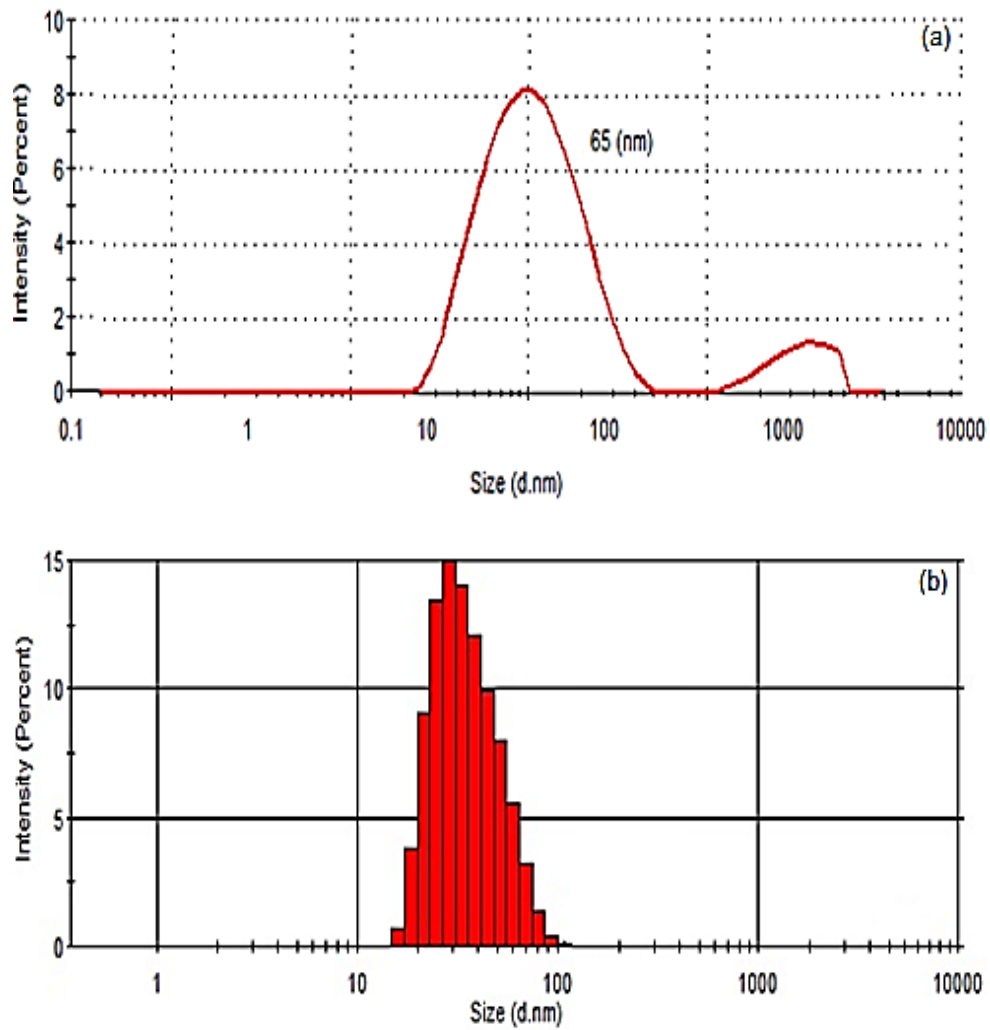 10
(a)
8
65 (nm)
6
4
2
0
Intensity (Percent)
0.1 1 10 100 1000 10000
Size (d.nm)
15
(b)
10
5
0
Intensity (Percent)
1 10 100 1000 10000
Size (d.nm)